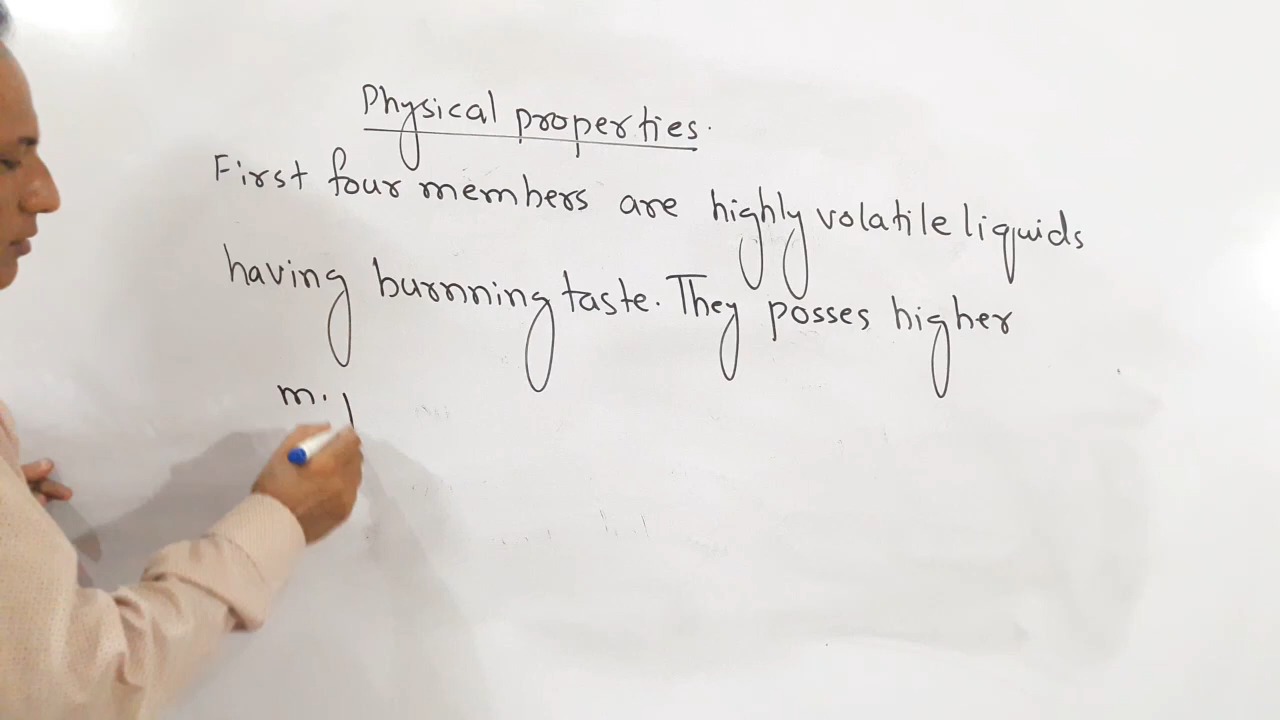 Physical properties.
First four members are highly volatile liquids
having burnning taste. They posses higher
m.